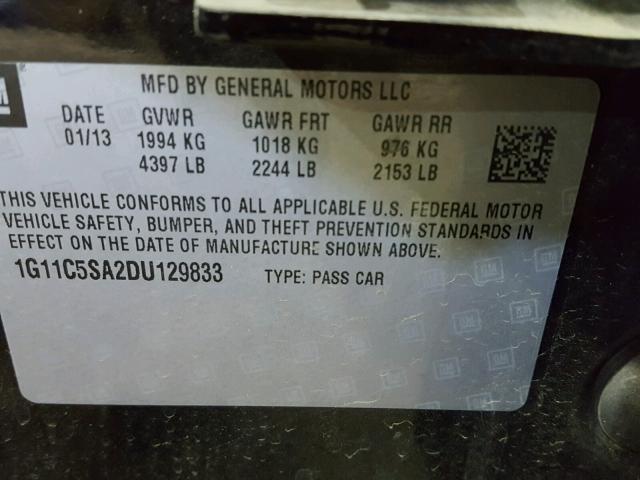 GM
MFD BY GENERAL MOTORS LLC
DATE GVWR GAWR FRT GAWR RR
01/13 1994 KG 1018 KG 976 KG
4397 LB 2244 LB 2153 LB
THIS VEHICLE CONFORMS TO ALL APPLICABLE U.S. FEDERAL MOTOR
VEHICLE SAFETY, BUMPER, AND THEFT PREVENTION STANDARDS IN
EFFECT ON THE DATE OF MANUFACTURE SHOWN ABOVE.
1G11C5SA2DU129833 TYPE: PASS CAR